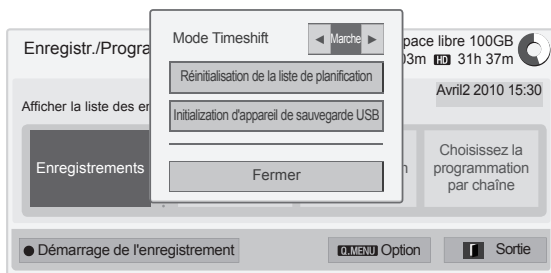 Enregistr./Progra
Mode Timeshift
◄ Marche ►
pace libre 100GB
03m HD 31h 37m
Réinitialisation de la liste de planification
Avril2 2010 15:30
Afficher la liste des en
Initialization d'appareil de sauvegarde USB
Enregistrements
Fermer
n
Choisissez la
programmation
par chaîne
● Démarrage de l'enregistrement
Q.MENU Option
Sortie